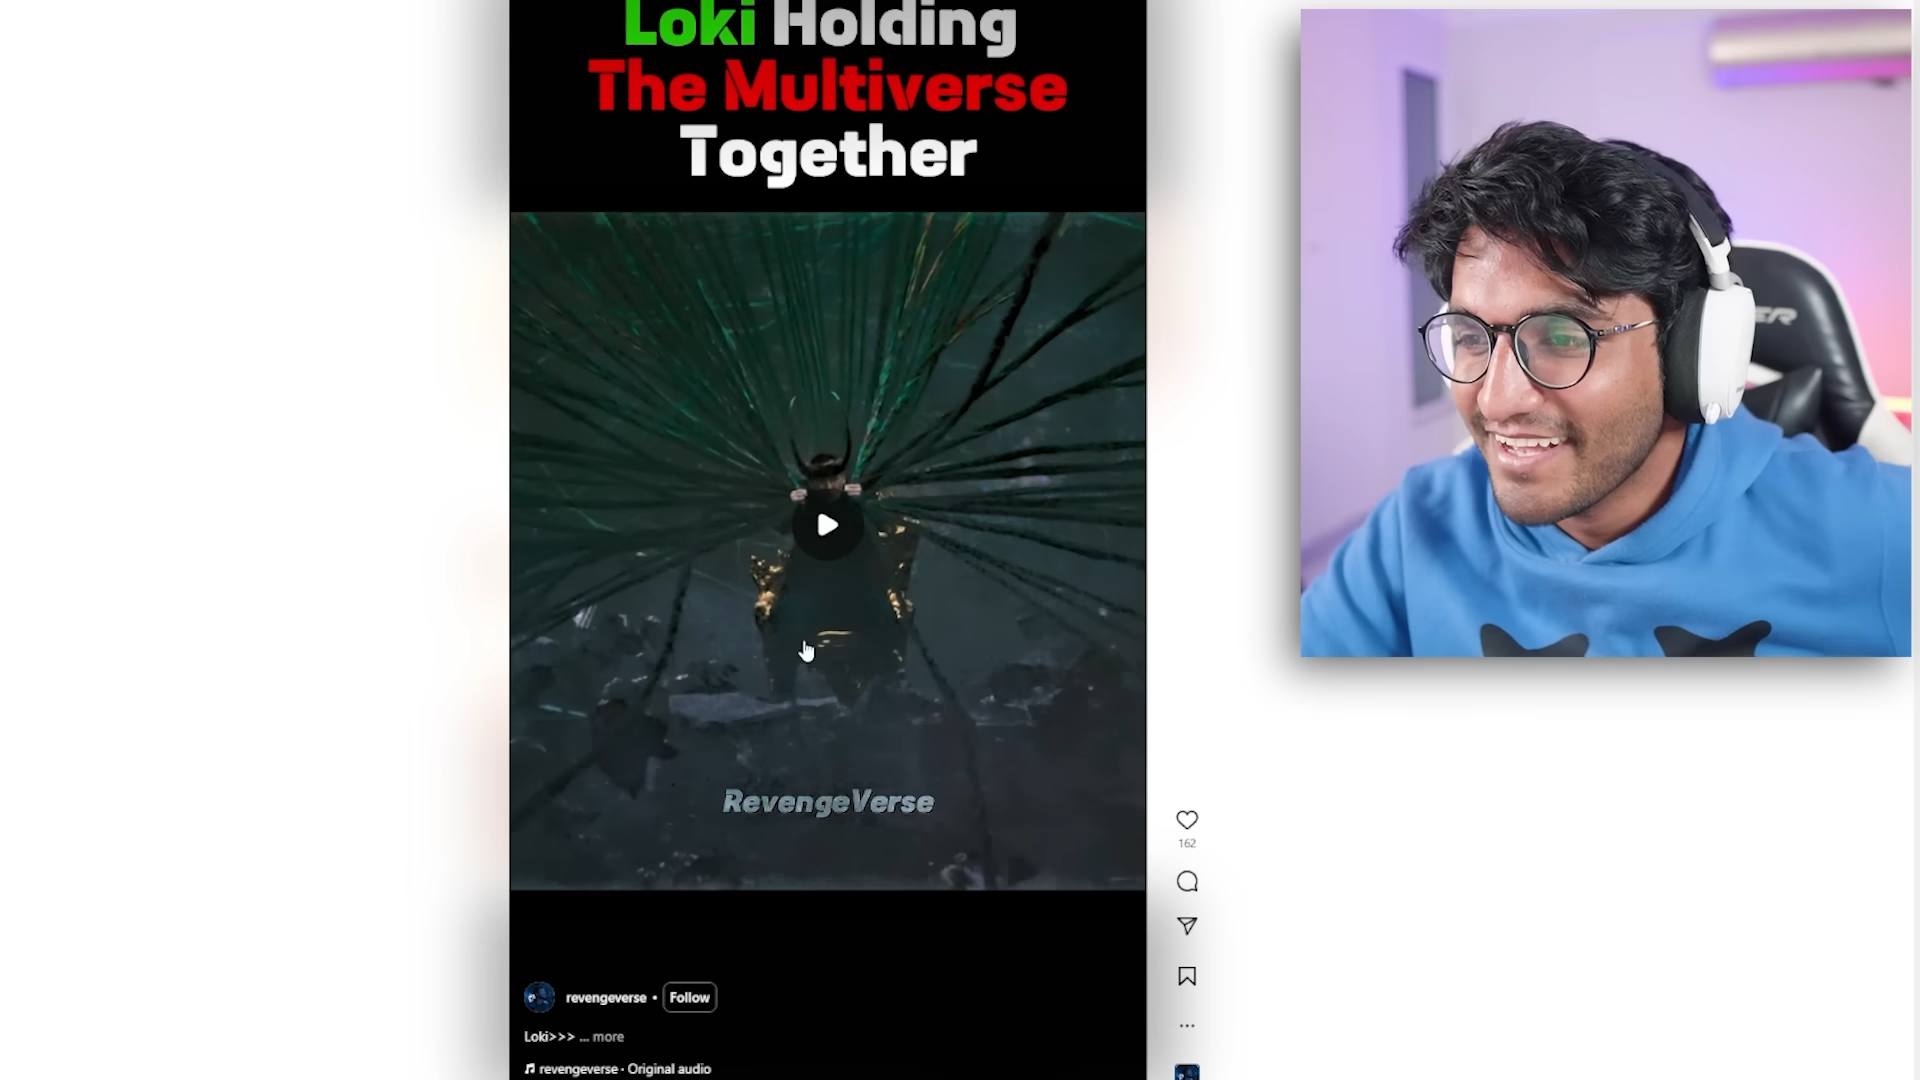 Loki Holding
The Multiverse
Together
RevengeVerse
162
revengeverse • Follow
Loki>>> ... more
revengeverse · Original audio